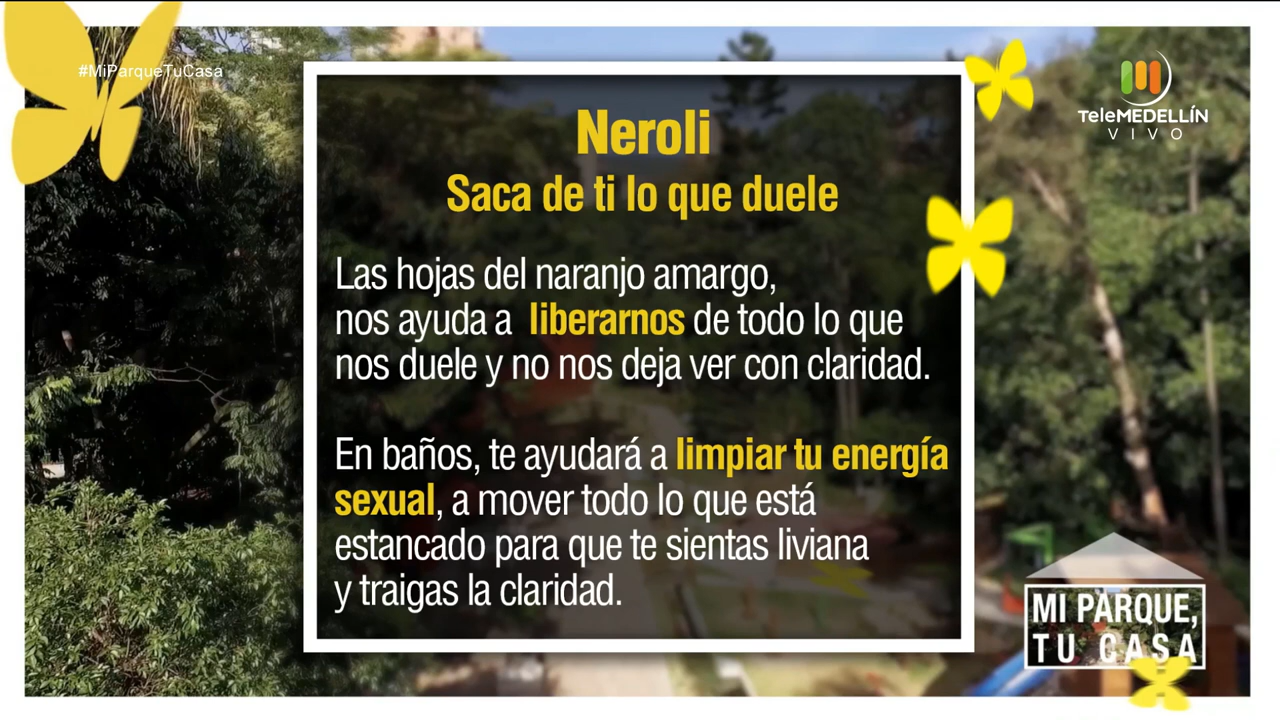 #MiParqueTuCasa
TeleMEDELLÍN
VIVO
Neroli
Saca de ti lo que duele
Las hojas del naranjo amargo,
nos ayuda a liberarnos de todo lo que
nos duele y no nos deja ver con claridad.
En baños, te ayudará a limpiar tu energía
sexual, a mover todo lo que está
estancado para que te sientas liviana
y traigas la claridad.
MI PARQUE,
TU CASA